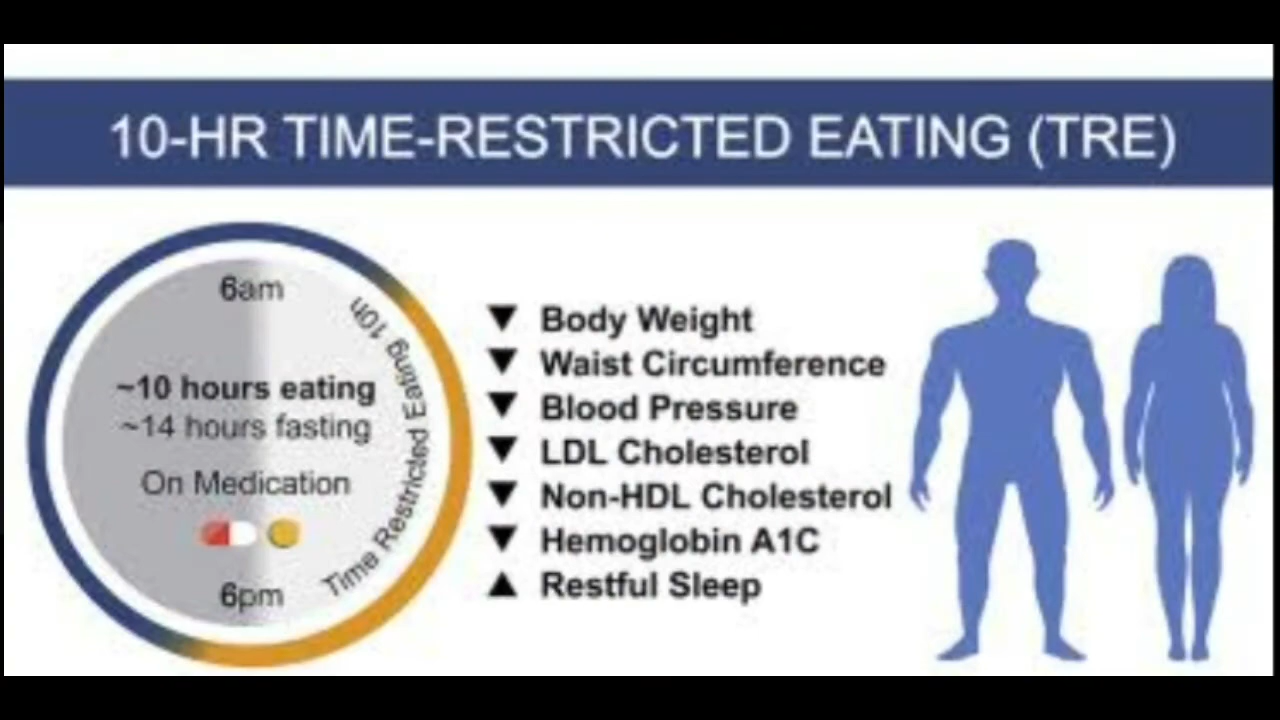 10-HR TIME-RESTRICTED EATING (TRE)
6am
~10 hours eating
~14 hours fasting
On Medication
6pm
Time Restricted Eating 10h
▼ Body Weight
▼ Waist Circumference
▼ Blood Pressure
▼ LDL Cholesterol
▼ Non-HDL Cholesterol
▼ Hemoglobin A1C
▲ Restful Sleep